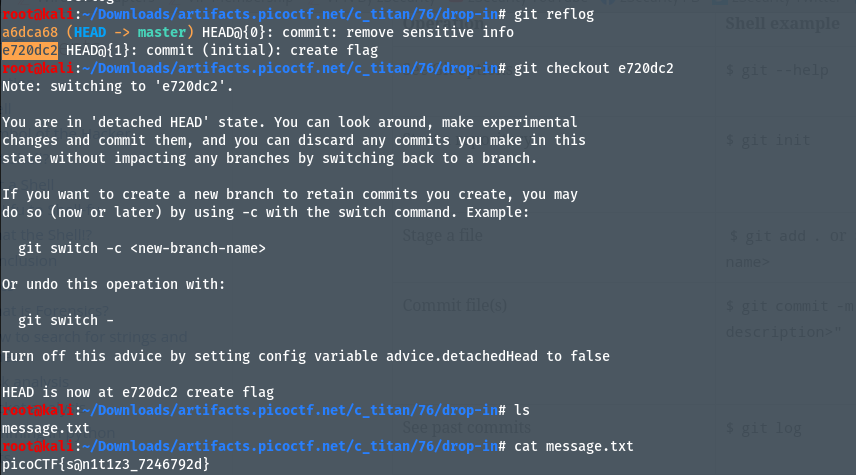 root@kali:~/Downloads/artifacts.picoctf.net/c_titan/76/drop-in# git reflog
Shell example
a6dca68 (HEAD -> master) HEAD@{0}: commit: remove sensitive info
e720dc2 HEAD@{1}: commit (initial): create flag
root@kali:~/Downloads/artifacts.picoctf.net/c_titan/76/drop-in# git checkout e720dc2
$ git --help
Note: switching to 'e720dc2'.
You are in 'detached HEAD' state. You can look around, make experimental
changes and commit them, and you can discard any commits you make in this
$ git init
state without impacting any branches by switching back to a branch.
If you want to create a new branch to retain commits you create, you may
do so (now or later) by using -c with the switch command. Example:
Stage a file
$ git add . or
git switch -c <new-branch-name>
name>
Or undo this operation with:
Commit file(s)
$ git commit -m
git switch -
description>"
Turn off this advice by setting config variable advice.detachedHead to false
HEAD is now at e720dc2 create flag
root@kali:~/Downloads/artifacts.picoctf.net/c_titan/76/drop-in# ls
message.txt
See past commits
$ git log
root@kali:~/Downloads/artifacts.picoctf.net/c_titan/76/drop-in# cat message.txt
picoCTF{s@n1t1z3_7246792d}